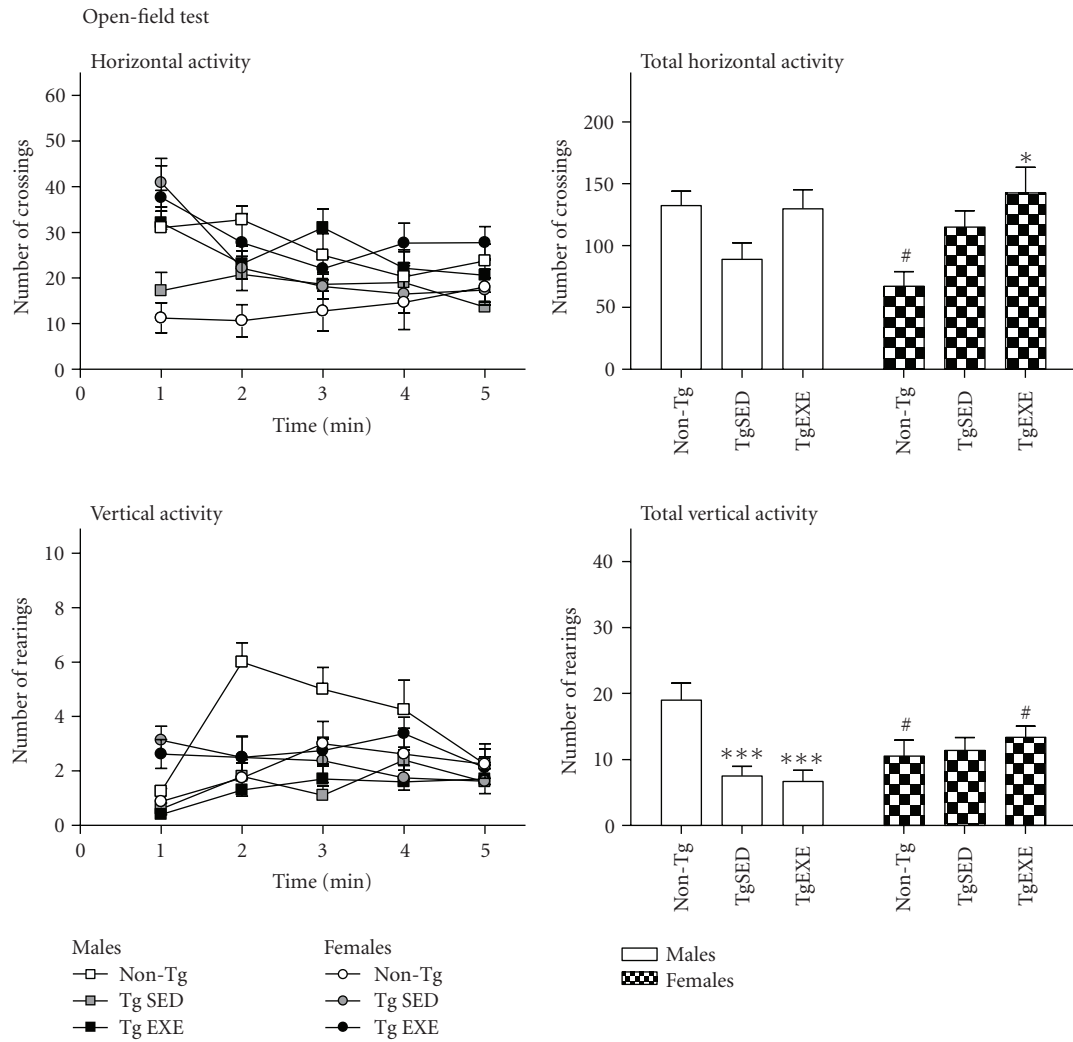 Open-field test
Horizontal activity
Number of crossings
60
50
40
30
20
10
0
0 1 2 3 4 5
Time (min)
Total horizontal activity
Number of crossings
200
150
100
50
0
#
*
Non-Tg TgSED TgEXE Non-Tg TgSED TgEXE
Vertical activity
Number of rearings
10
8
6
4
2
0
0 1 2 3 4 5
Time (min)
Total vertical activity
Number of rearings
40
30
20
10
0
*** *** # #
Non-Tg TgSED TgEXE Non-Tg TgSED TgEXE
Males
Non-Tg
Tg SED
Tg EXE
Females
Non-Tg
Tg SED
Tg EXE
Males
Females